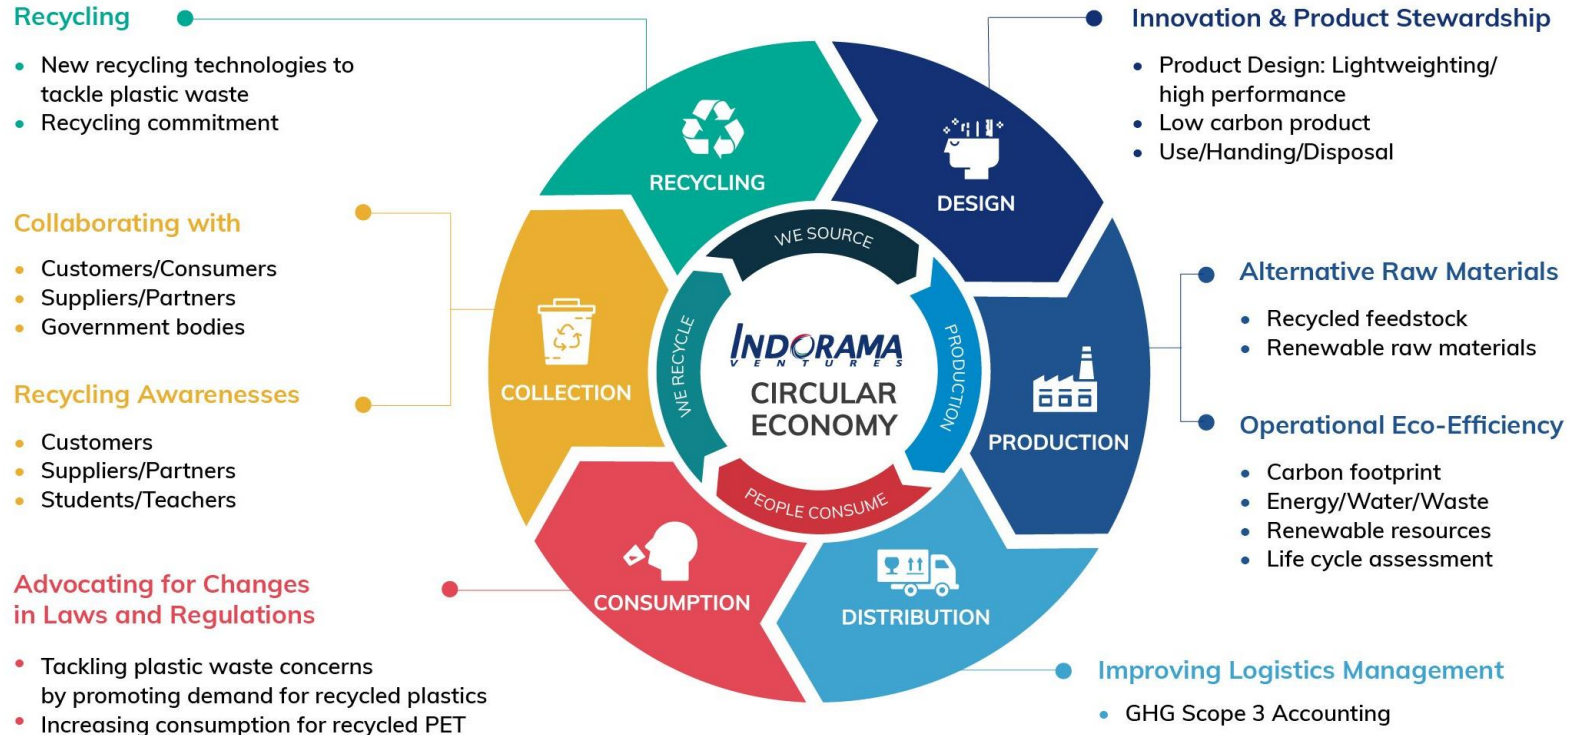 Recycling
• New recycling technologies to
tackle plastic waste
• Recycling commitment
Collaborating with
• Customers/Consumers
• Suppliers/Partners
• Government bodies
Recycling Awarenesses
• Customers
• Suppliers/Partners
• Students/Teachers
Advocating for Changes
in Laws and Regulations
• Tackling plastic waste concerns
by promoting demand for recycled plastics
• Increasing consumption for recycled PET
RECYCLING
DESIGN
PRODUCTION
DISTRIBUTION
CONSUMPTION
COLLECTION
WE SOURCE
PRODUCTION
PEOPLE CONSUME
WE RECYCLE
INDORAMA
VENTURES
CIRCULAR
ECONOMY
Innovation & Product Stewardship
• Product Design: Lightweighting/
high performance
• Low carbon product
• Use/Handing/Disposal
Alternative Raw Materials
• Recycled feedstock
• Renewable raw materials
Operational Eco-Efficiency
• Carbon footprint
• Energy/Water/Waste
• Renewable resources
• Life cycle assessment
Improving Logistics Management
• GHG Scope 3 Accounting